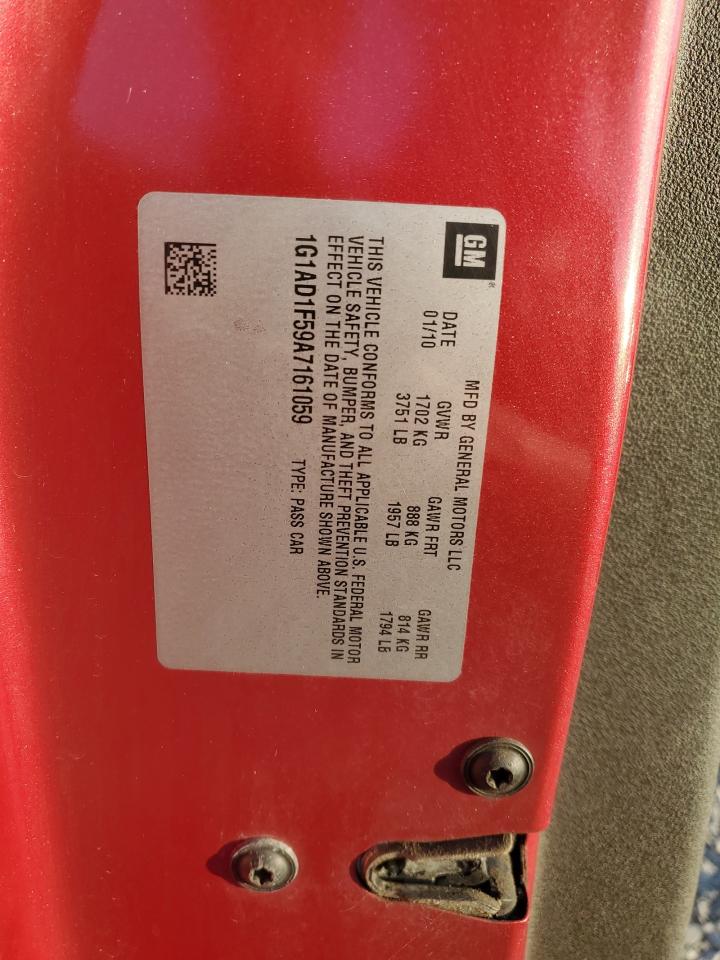 GM
MFD BY GENERAL MOTORS LLC
DATE GVWR GAWR FRT GAWR RR
01/10 1702 KG 888 KG 814 KG
3751 LB 1957 LB 1794 LB
THIS VEHICLE CONFORMS TO ALL APPLICABLE U.S. FEDERAL MOTOR
VEHICLE SAFETY, BUMPER, AND THEFT PREVENTION STANDARDS IN
EFFECT ON THE DATE OF MANUFACTURE SHOWN ABOVE.
1G1AD1F59A7161059 TYPE: PASS CAR